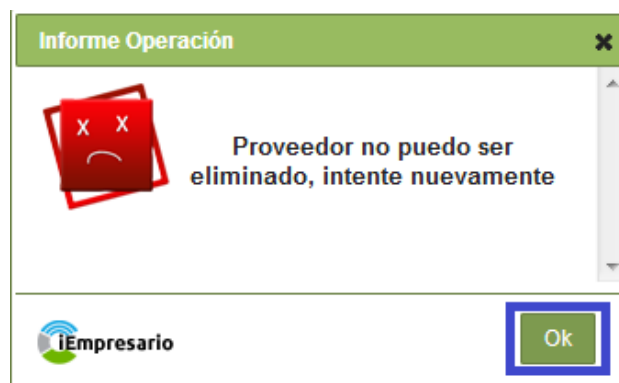 Informe Operación
x x
Proveedor no puedo ser
eliminado, intente nuevamente
iEmpresario
Ok